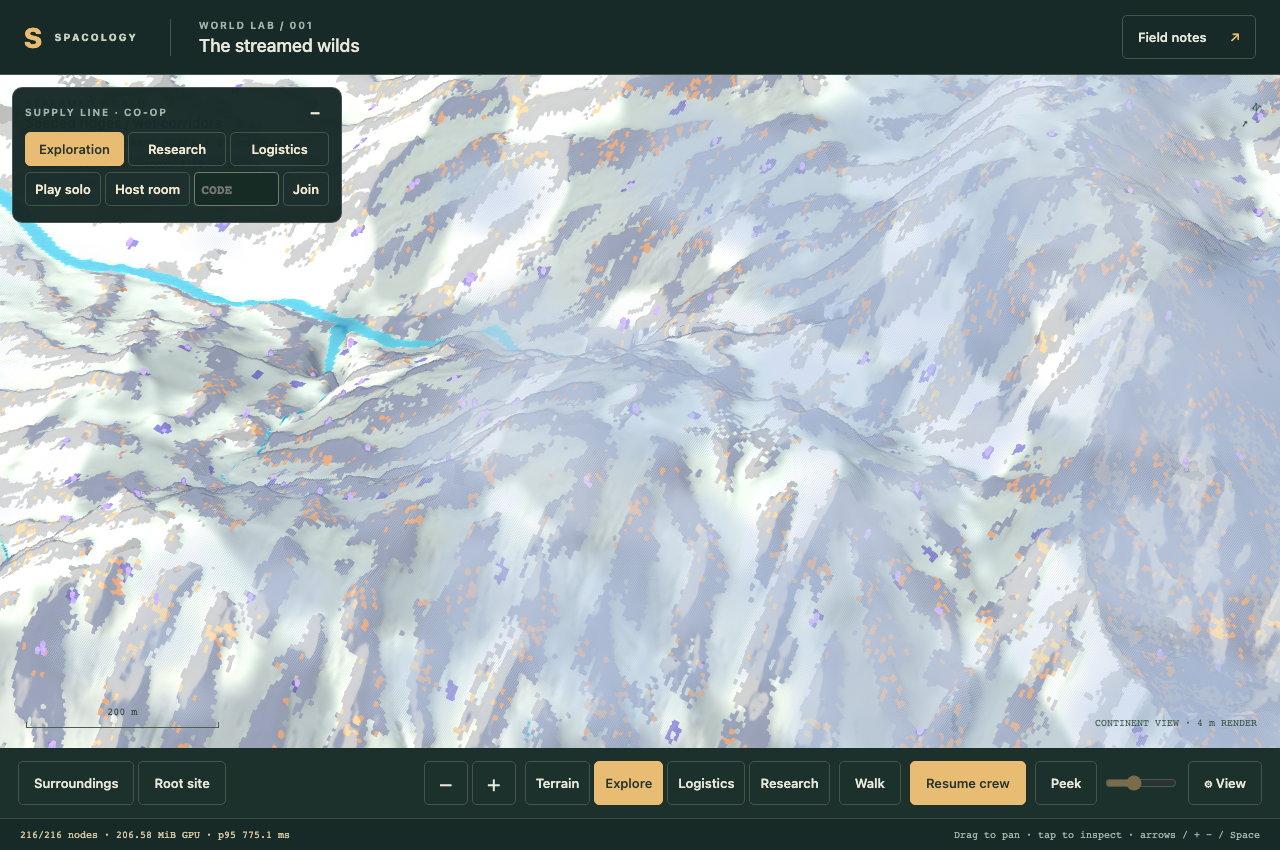 S SPACOLOGY
WORLD LAB / 001
The streamed wilds
Field notes ↗
SUPPLY LINE · CO-OP −
Exploration Research Logistics
Play solo Host room CODE Join
200 m
CONTINENT VIEW · 4 m RENDER
Surroundings Root site − + Terrain Explore Logistics Research Walk Resume crew Peek ⚙ View
216/216 nodes · 206.58 MiB GPU · p95 775.1 ms
Drag to pan · tap to inspect · arrows / + − / Space